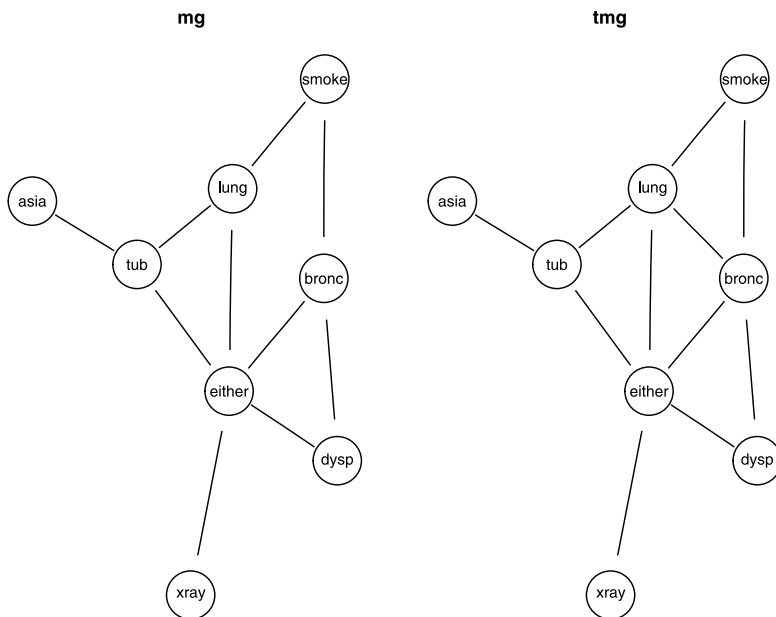 mg
smoke
lung
asia
tub
bronc
either
dysp
xray
tmg
smoke
lung
asia
tub
bronc
either
dysp
xray